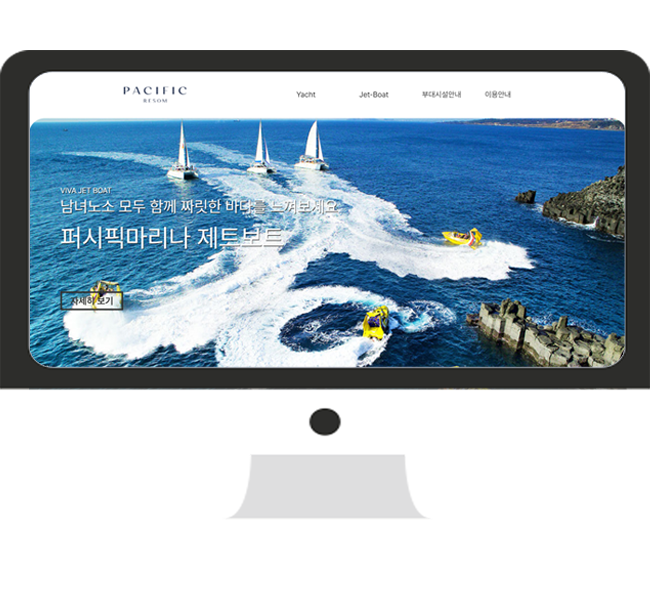 PACIFIC
RESOM
Yacht Jet-Boat 부대시설안내 이용안내
VIVA JET BOAT
남녀노소 모두 함께 짜릿한 바다를 느껴보세요.
퍼시픽마리나 제트보트
자세히 보기